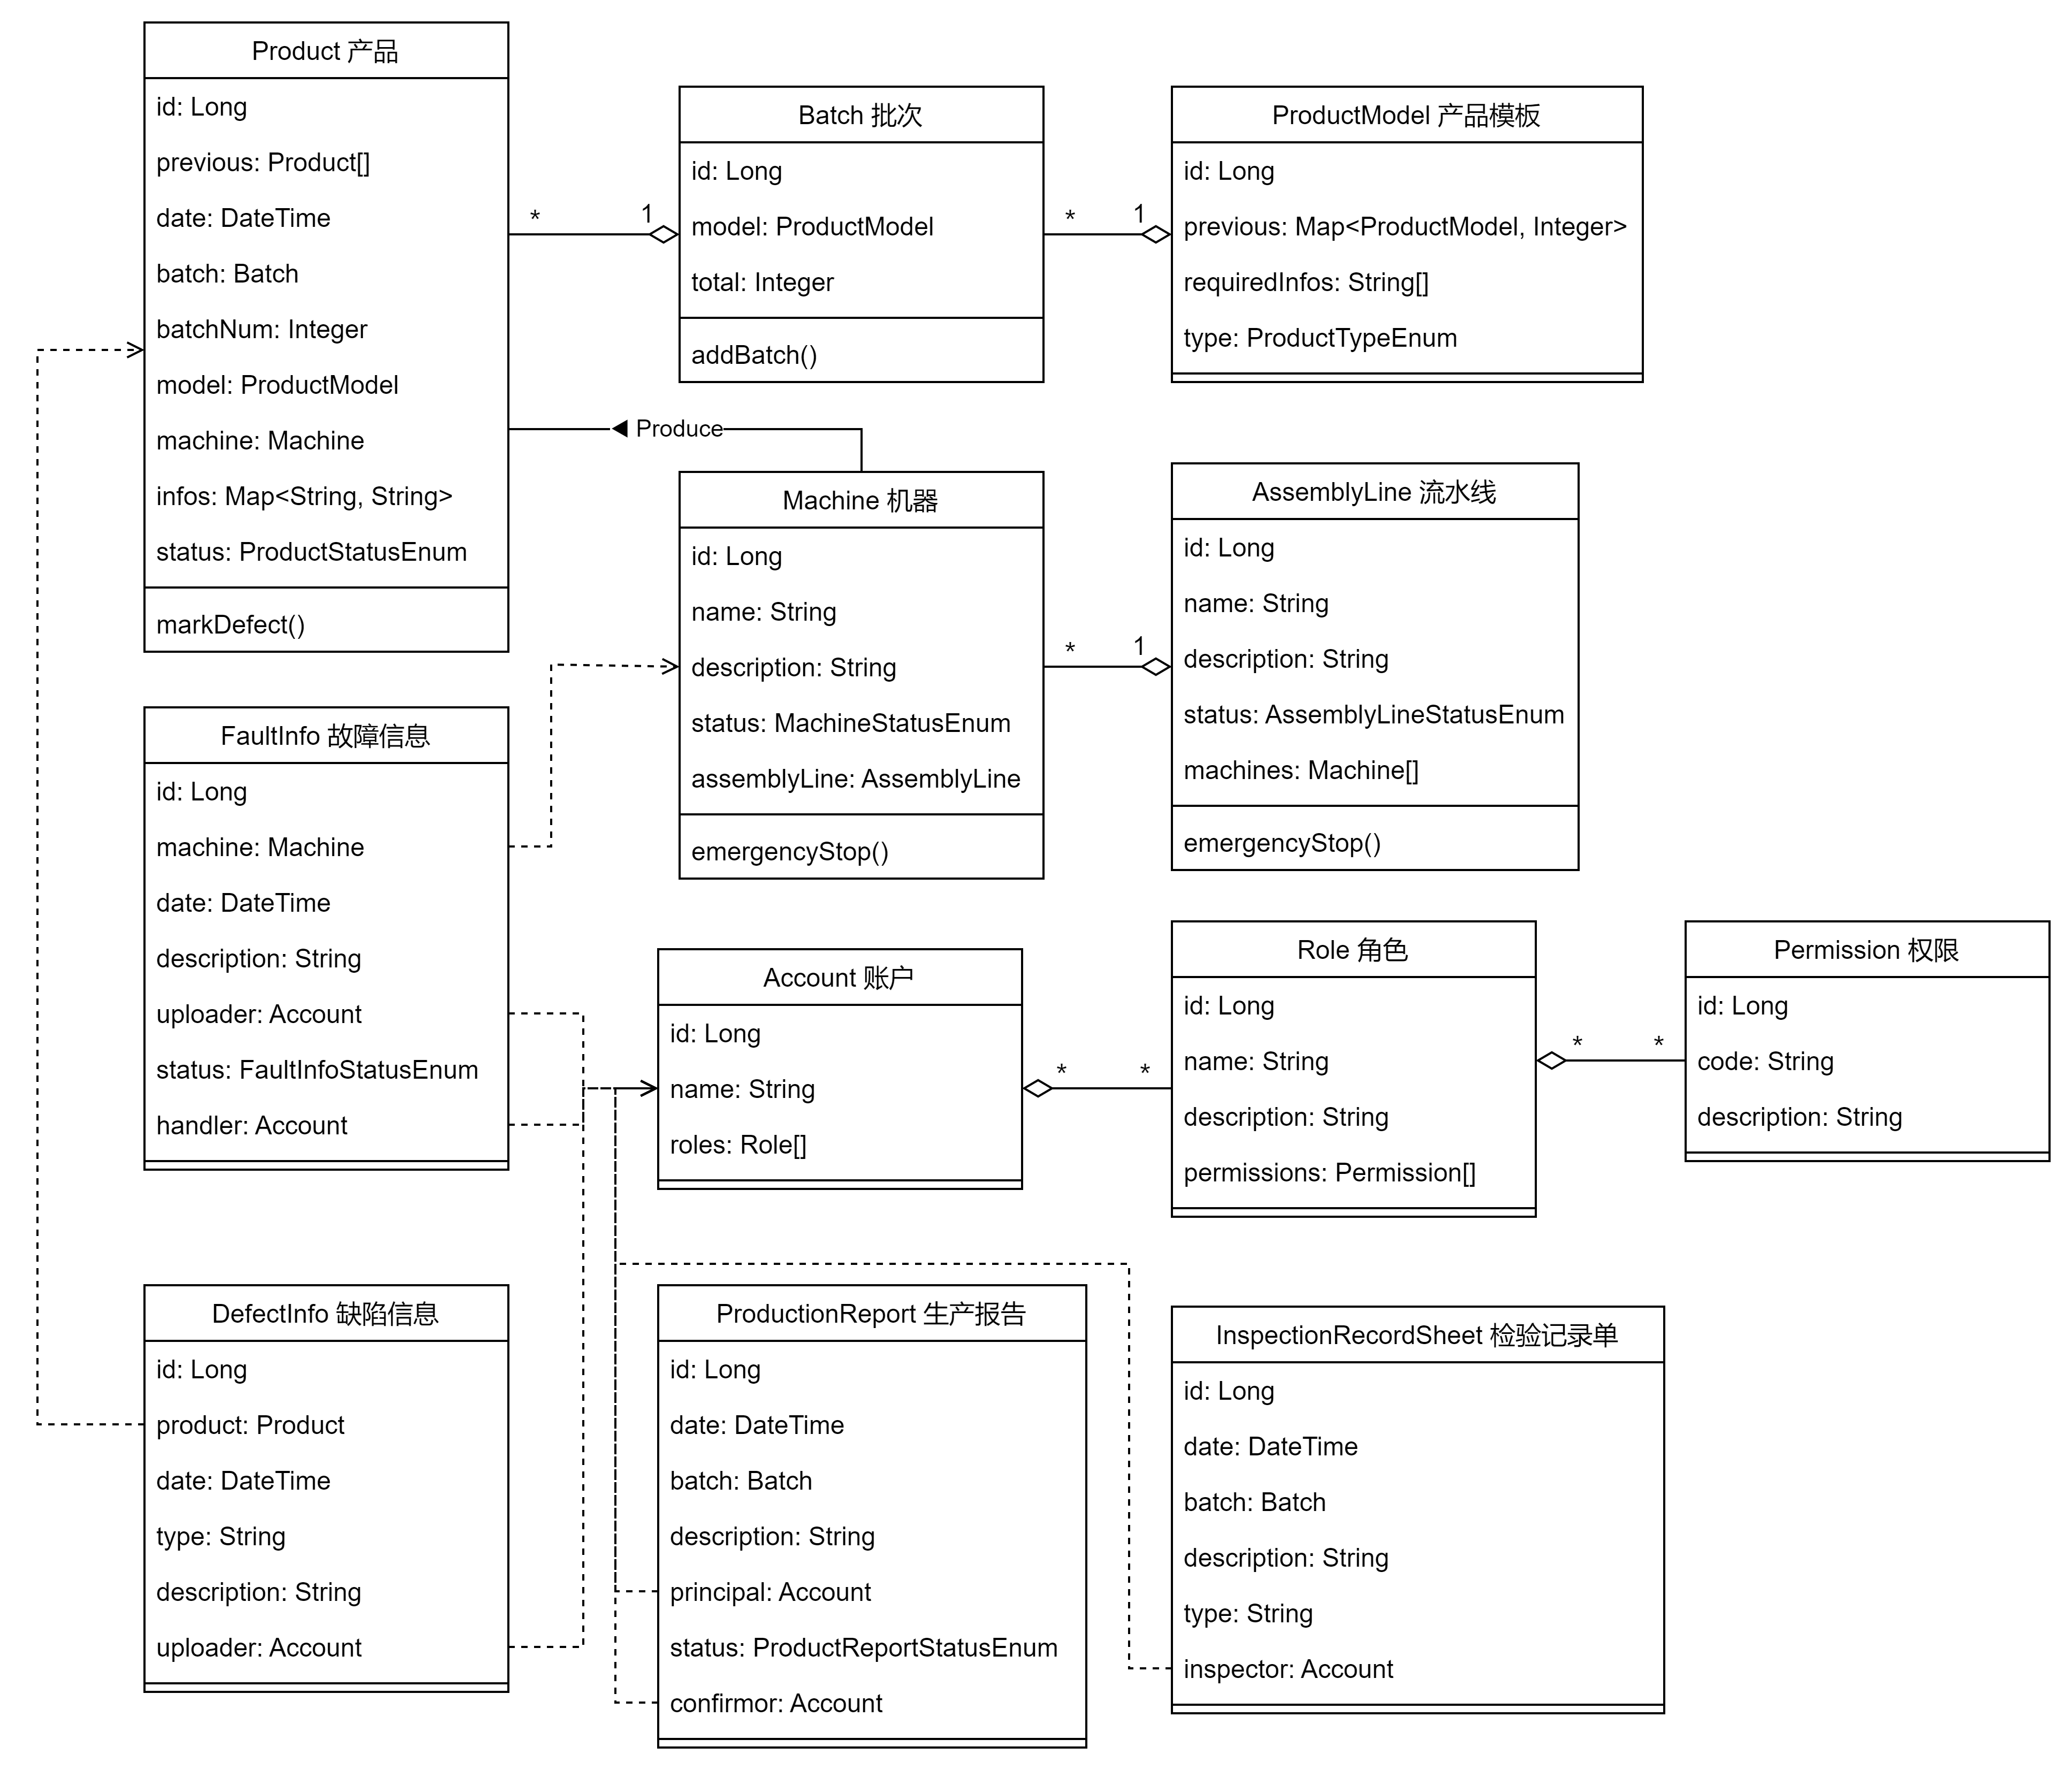 Product 产品
id: Long
previous: Product[]
date: DateTime
batch: Batch
batchNum: Integer
model: ProductModel
machine: Machine
infos: Map<String, String>
status: ProductStatusEnum
markDefect()
*
1
Batch 批次
id: Long
model: ProductModel
total: Integer
addBatch()
*
1
ProductModel 产品模板
id: Long
previous: Map<ProductModel, Integer>
requiredInfos: String[]
type: ProductTypeEnum
Produce
Machine 机器
id: Long
name: String
description: String
status: MachineStatusEnum
assemblyLine: AssemblyLine
emergencyStop()
*
1
AssemblyLine 流水线
id: Long
name: String
description: String
status: AssemblyLineStatusEnum
machines: Machine[]
emergencyStop()
FaultInfo 故障信息
id: Long
machine: Machine
date: DateTime
description: String
uploader: Account
status: FaultInfoStatusEnum
handler: Account
Account 账户
id: Long
name: String
roles: Role[]
*
*
Role 角色
id: Long
name: String
description: String
permissions: Permission[]
*
*
Permission 权限
id: Long
code: String
description: String
DefectInfo 缺陷信息
id: Long
product: Product
date: DateTime
type: String
description: String
uploader: Account
ProductionReport 生产报告
id: Long
date: DateTime
batch: Batch
description: String
principal: Account
status: ProductReportStatusEnum
confirmor: Account
InspectionRecordSheet 检验记录单
id: Long
date: DateTime
batch: Batch
description: String
type: String
inspector: Account